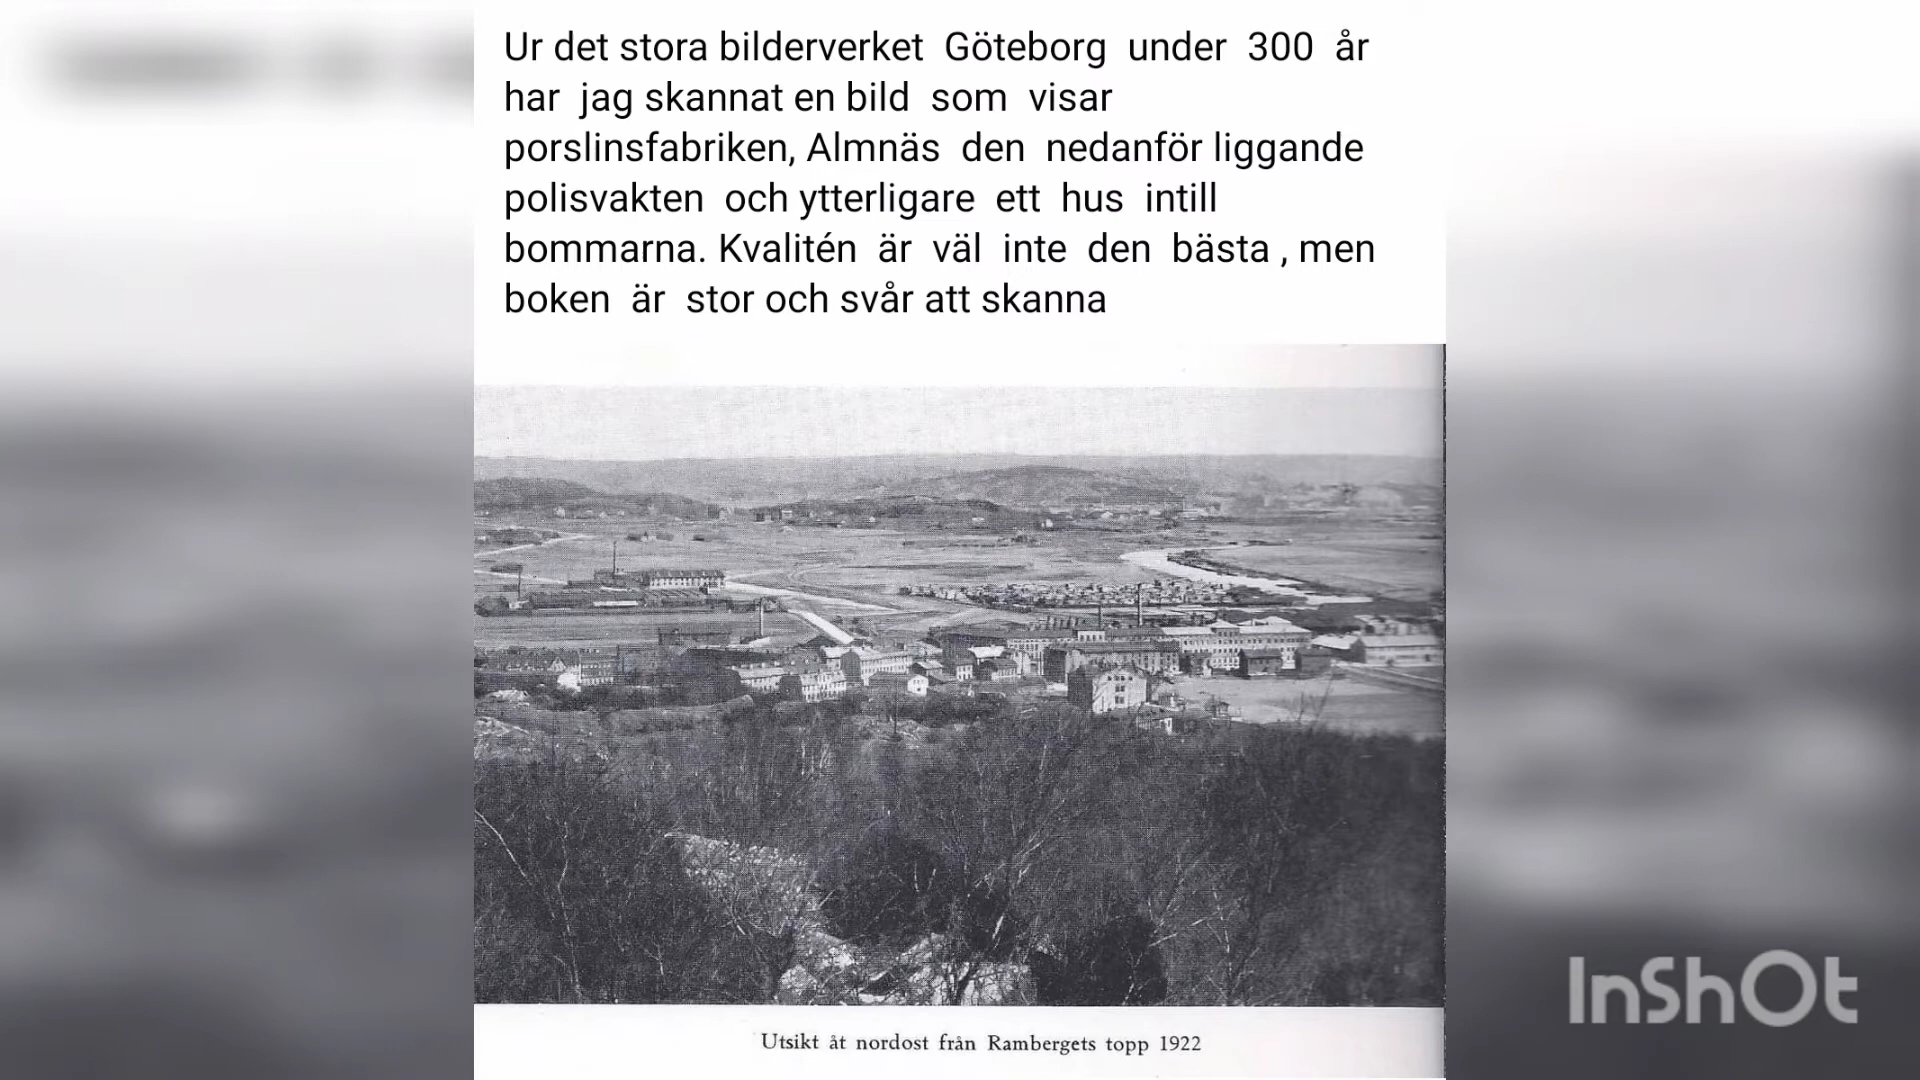 Ur det stora bilderverket Göteborg under 300 år
har jag skannat en bild som visar
porslinsfabriken, Almnäs den nedanför liggande
polisvakten och ytterligare ett hus intill
bommarna. Kvalitén är väl inte den bästa , men
boken är stor och svår att skanna
Utsikt åt nordost från Rambergets topp 1922
InShOt